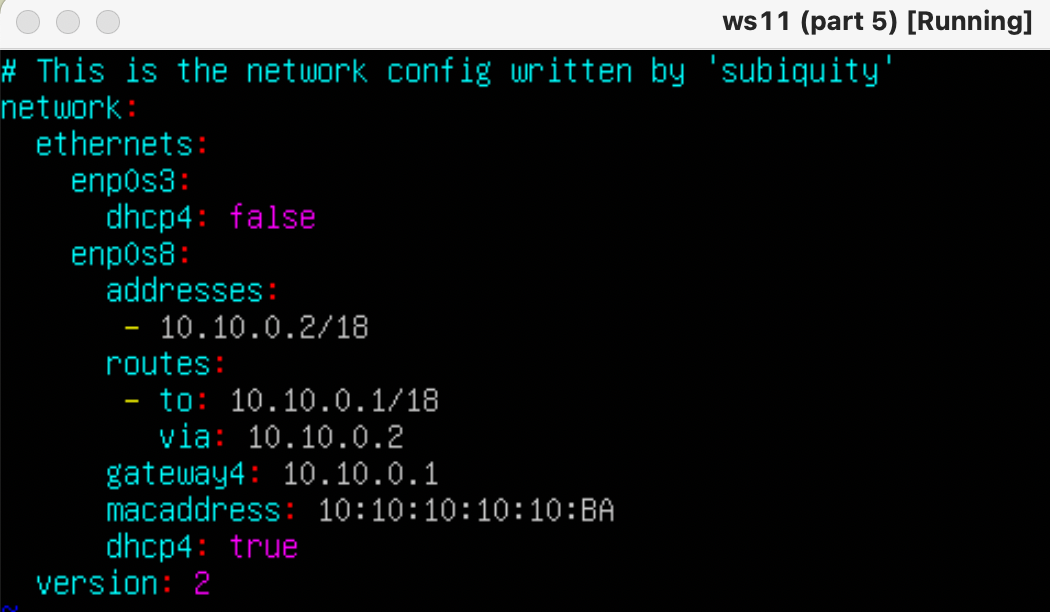 ws11 (part 5) [Running]
# This is the network config written by 'subiquity'
network:
  ethernets:
    enp0s3:
      dhcp4: false
    enp0s8:
      addresses:
       - 10.10.0.2/18
      routes:
       - to: 10.10.0.1/18
         via: 10.10.0.2
      gateway4: 10.10.0.1
      macaddress: 10:10:10:10:10:BA
      dhcp4: true
  version: 2
~